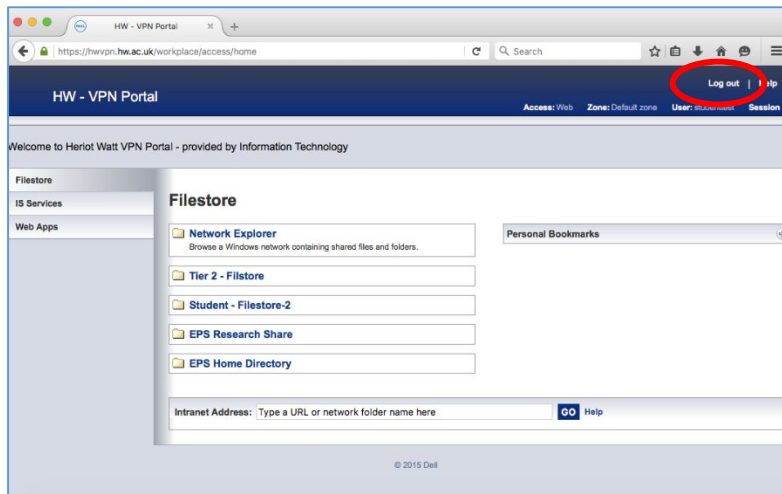 HW - VPN Portal
https://hwvpn.hw.ac.uk/workplace/access/home
Search
Log out | Help
HW - VPN Portal
Access: Web Zone: Default zone User: studenttest Session
Welcome to Heriot Watt VPN Portal - provided by Information Technology
Filestore
IS Services
Web Apps
Filestore
Network Explorer
Browse a Windows network containing shared files and folders.
Tier 2 - Filstore
Student - Filestore-2
EPS Research Share
EPS Home Directory
Personal Bookmarks
Intranet Address: Type a URL or network folder name here GO Help
© 2015 Dell